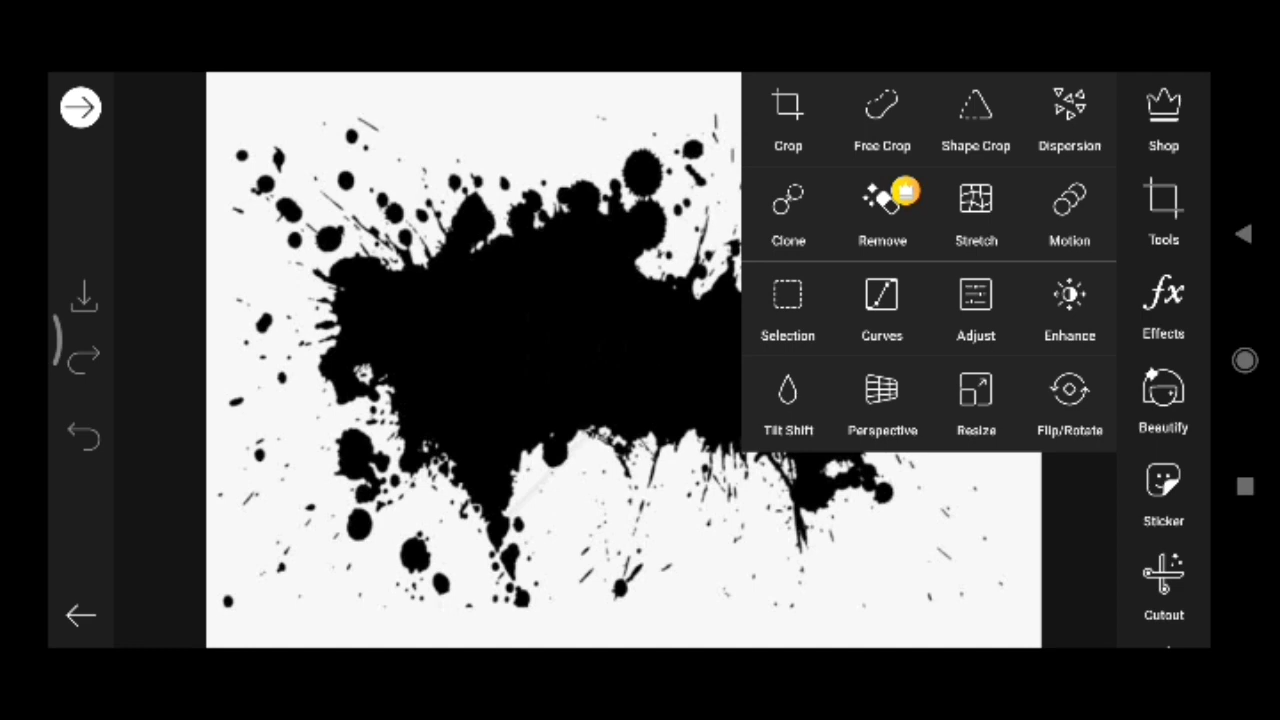 Crop Free Crop Shape Crop Dispersion Shop
Clone Remove Stretch Motion Tools
Selection Curves Adjust Enhance Effects
Tilt Shift Perspective Resize Flip/Rotate Beautify
Sticker
Cutout